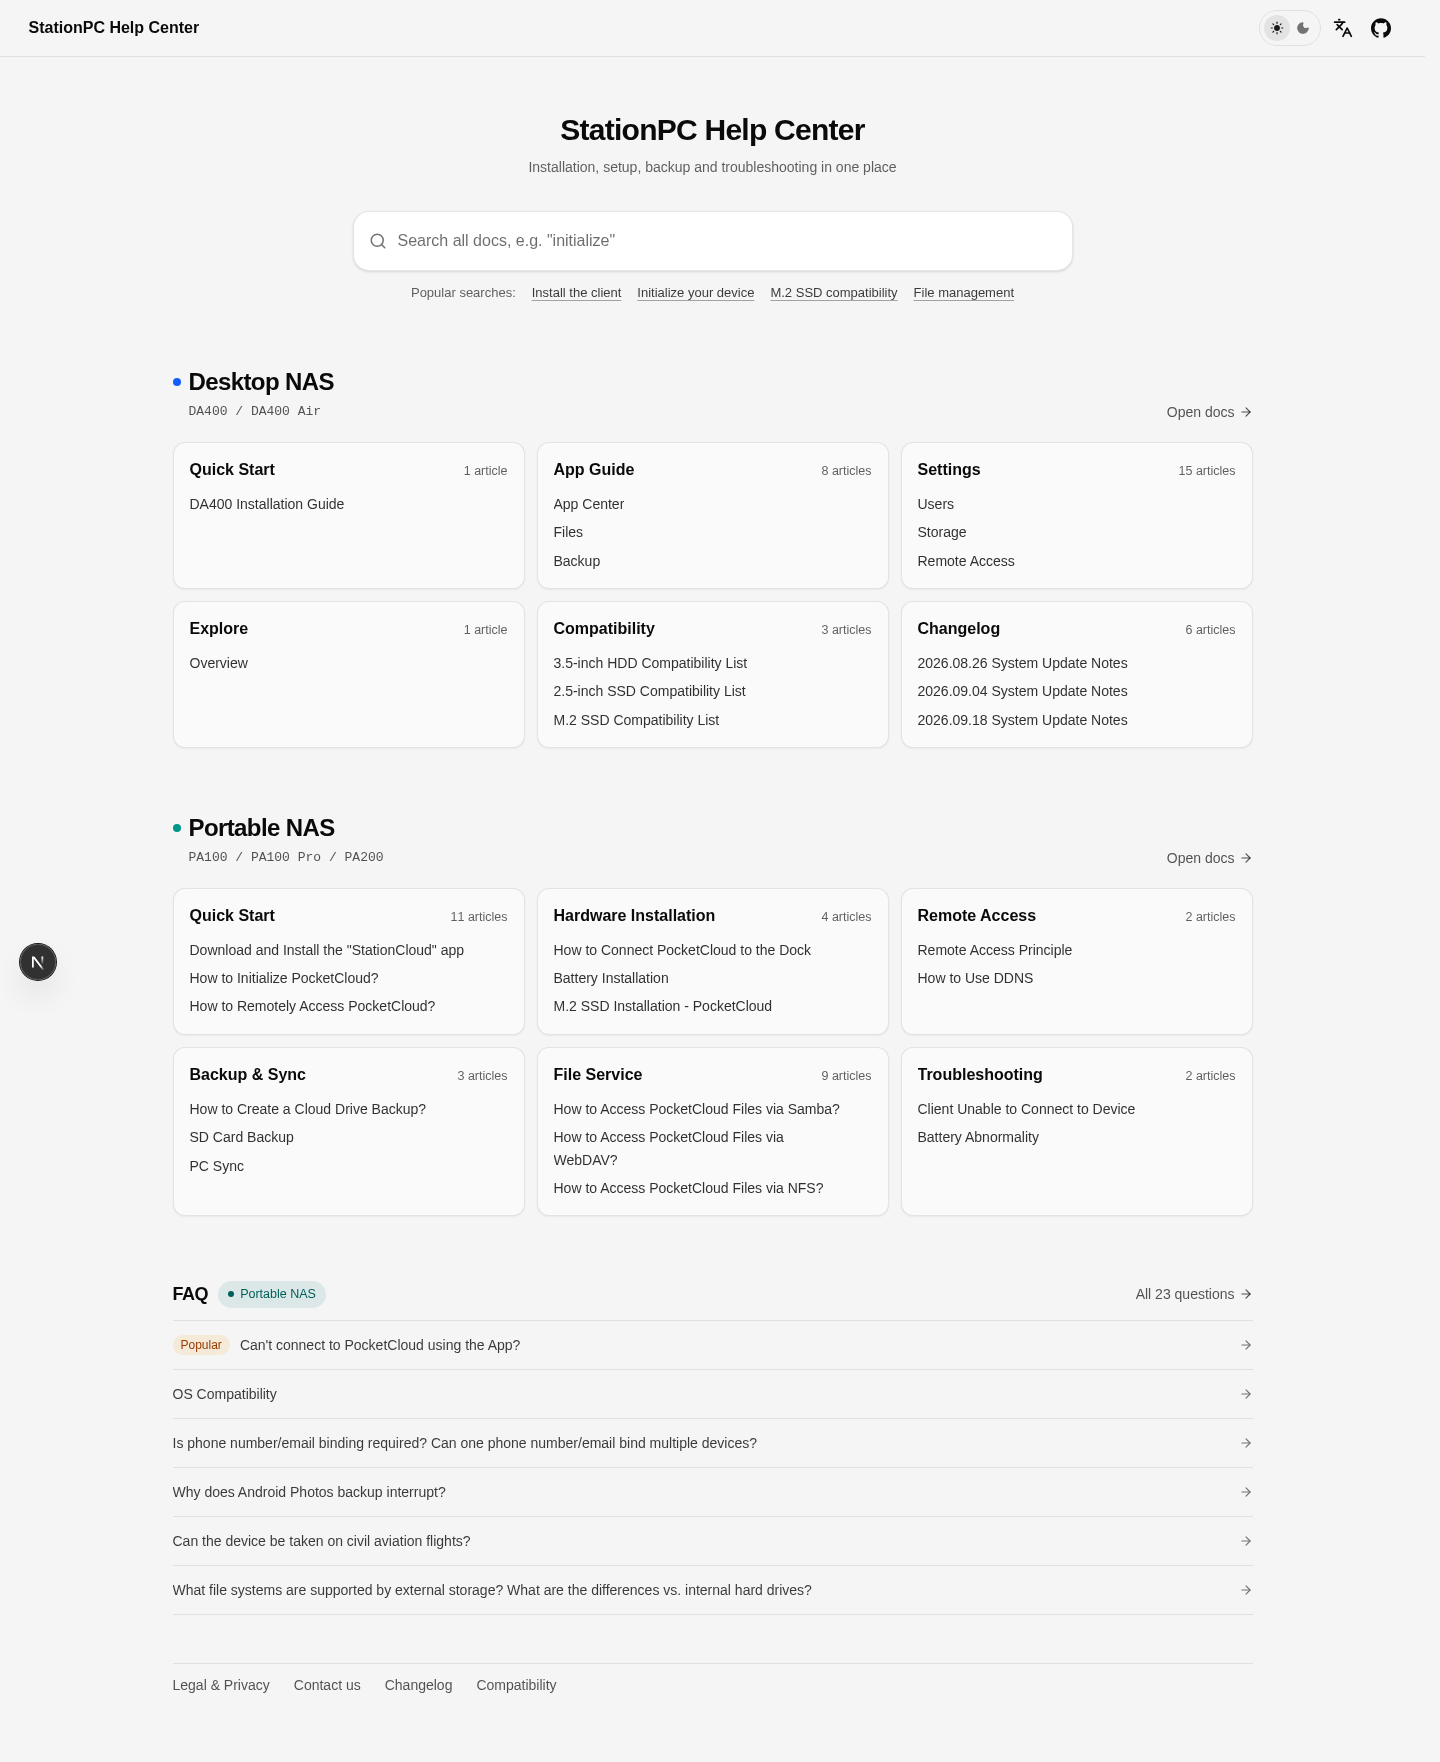 StationPC Help Center
StationPC Help Center
Installation, setup, backup and troubleshooting in one place
Search all docs, e.g. "initialize"
Popular searches: Install the client Initialize your device M.2 SSD compatibility File management
Desktop NAS
DA400 / DA400 Air
Open docs
Quick Start 1 article
DA400 Installation Guide
App Guide 8 articles
App Center
Files
Backup
Settings 15 articles
Users
Storage
Remote Access
Explore 1 article
Overview
Compatibility 3 articles
3.5-inch HDD Compatibility List
2.5-inch SSD Compatibility List
M.2 SSD Compatibility List
Changelog 6 articles
2026.08.26 System Update Notes
2026.09.04 System Update Notes
2026.09.18 System Update Notes
Portable NAS
PA100 / PA100 Pro / PA200
Open docs
Quick Start 11 articles
Download and Install the "StationCloud" app
How to Initialize PocketCloud?
How to Remotely Access PocketCloud?
Hardware Installation 4 articles
How to Connect PocketCloud to the Dock
Battery Installation
M.2 SSD Installation - PocketCloud
Remote Access 2 articles
Remote Access Principle
How to Use DDNS
Backup & Sync 3 articles
How to Create a Cloud Drive Backup?
SD Card Backup
PC Sync
File Service 9 articles
How to Access PocketCloud Files via Samba?
How to Access PocketCloud Files via
WebDAV?
How to Access PocketCloud Files via NFS?
Troubleshooting 2 articles
Client Unable to Connect to Device
Battery Abnormality
N
FAQ Portable NAS
All 23 questions
Popular Can't connect to PocketCloud using the App?
OS Compatibility
Is phone number/email binding required? Can one phone number/email bind multiple devices?
Why does Android Photos backup interrupt?
Can the device be taken on civil aviation flights?
What file systems are supported by external storage? What are the differences vs. internal hard drives?
Legal & Privacy Contact us Changelog Compatibility